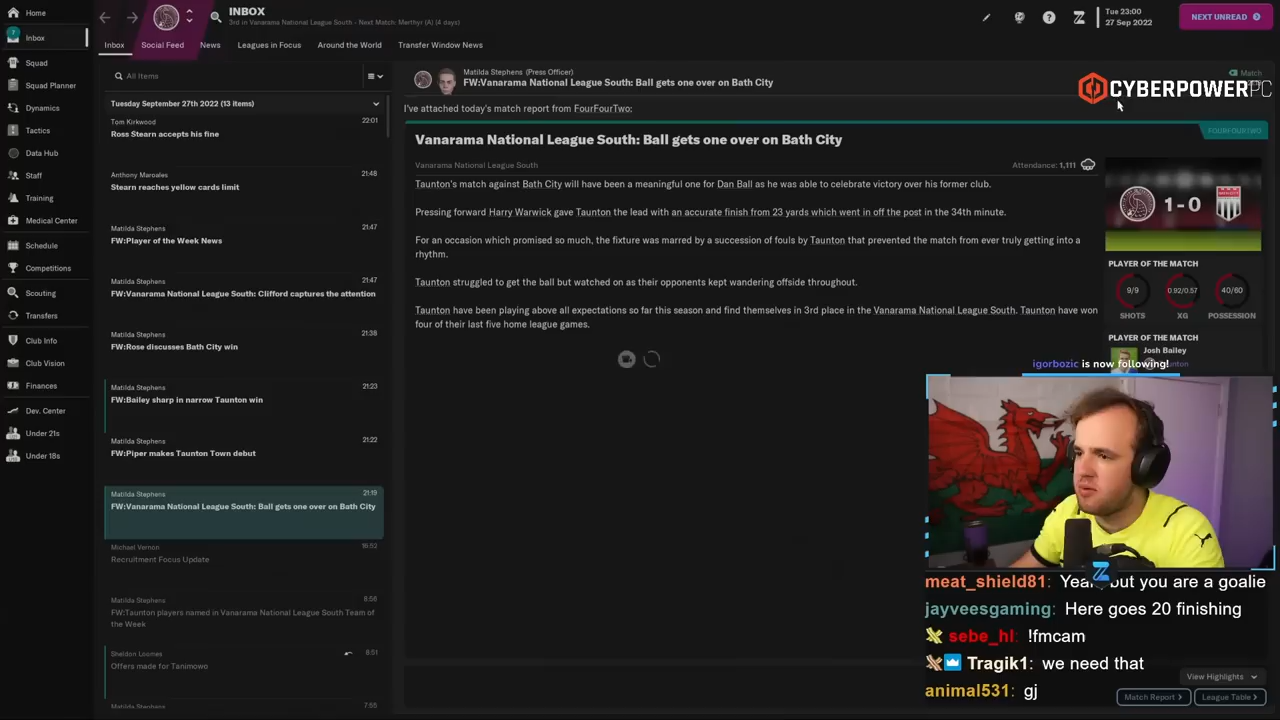 Home
Inbox
Squad
Squad Planner
Dynamics
Tactics
Data Hub
Staff
Training
Medical Center
Schedule
Competitions
Scouting
Transfers
Club Info
Club Vision
Finances
Dev. Center
Under 21s
Under 18s
INBOX
3rd in Vanarama National League South - Next Match: Merthyr (A) (4 days)
Tue 23:00
27 Sep 2022
NEXT UNREAD
Inbox
Social Feed
News
Leagues in Focus
Around the World
Transfer Window News
All Items
Tuesday September 27th 2022 (13 items)
Tom Kirkwood 22:01
Ross Stearn accepts his fine
Anthony Marcales 21:48
Stearn reaches yellow cards limit
Matilda Stephens 21:47
FW:Player of the Week News
Matilda Stephens 21:47
FW:Vanarama National League South: Clifford captures the attention
Matilda Stephens 21:38
FW:Rose discusses Bath City win
Matilda Stephens 21:23
FW:Bailey sharp in narrow Taunton win
Matilda Stephens 21:22
FW:Piper makes Taunton Town debut
Matilda Stephens 21:19
FW:Vanarama National League South: Ball gets one over on Bath City
Michael Vernon 16:52
Recruitment Focus Update
Matilda Stephens 8:56
FW:Taunton players named in Vanarama National League South Team of
the Week
Sheldon Loomes 8:51
Offers made for Tanimowo
7:55
Matilda Stephens (Press Officer)
FW:Vanarama National League South: Ball gets one over on Bath City
Match
CYBERPOWERPC
I've attached today's match report from FourFourTwo:
FOURFOURTWO
Vanarama National League South: Ball gets one over on Bath City
Vanarama National League South
Attendance: 1,111
Taunton's match against Bath City will have been a meaningful one for Dan Ball as he was able to celebrate victory over his former club.
Pressing forward Harry Warwick gave Taunton the lead with an accurate finish from 23 yards which went in off the post in the 34th minute.
For an occasion which promised so much, the fixture was marred by a succession of fouls by Taunton that prevented the match from ever truly getting into a
rhythm.
Taunton struggled to get the ball but watched on as their opponents kept wandering offside throughout.
Taunton have been playing above all expectations so far this season and find themselves in 3rd place in the Vanarama National League South. Taunton have won
four of their last five home league games.
1 - 0
PLAYER OF THE MATCH
9/9
0.92/0.57
40/60
SHOTS
XG
POSSESSION
PLAYER OF THE MATCH
Josh Bailey
igorbozic is now following!
meat_shield81: Yeah but you are a goalie
jayveesgaming: Here goes 20 finishing
sebe_hl: !fmcam
Tragik1: we need that
animal531: gj
View Highlights
Match Report >
League Table >